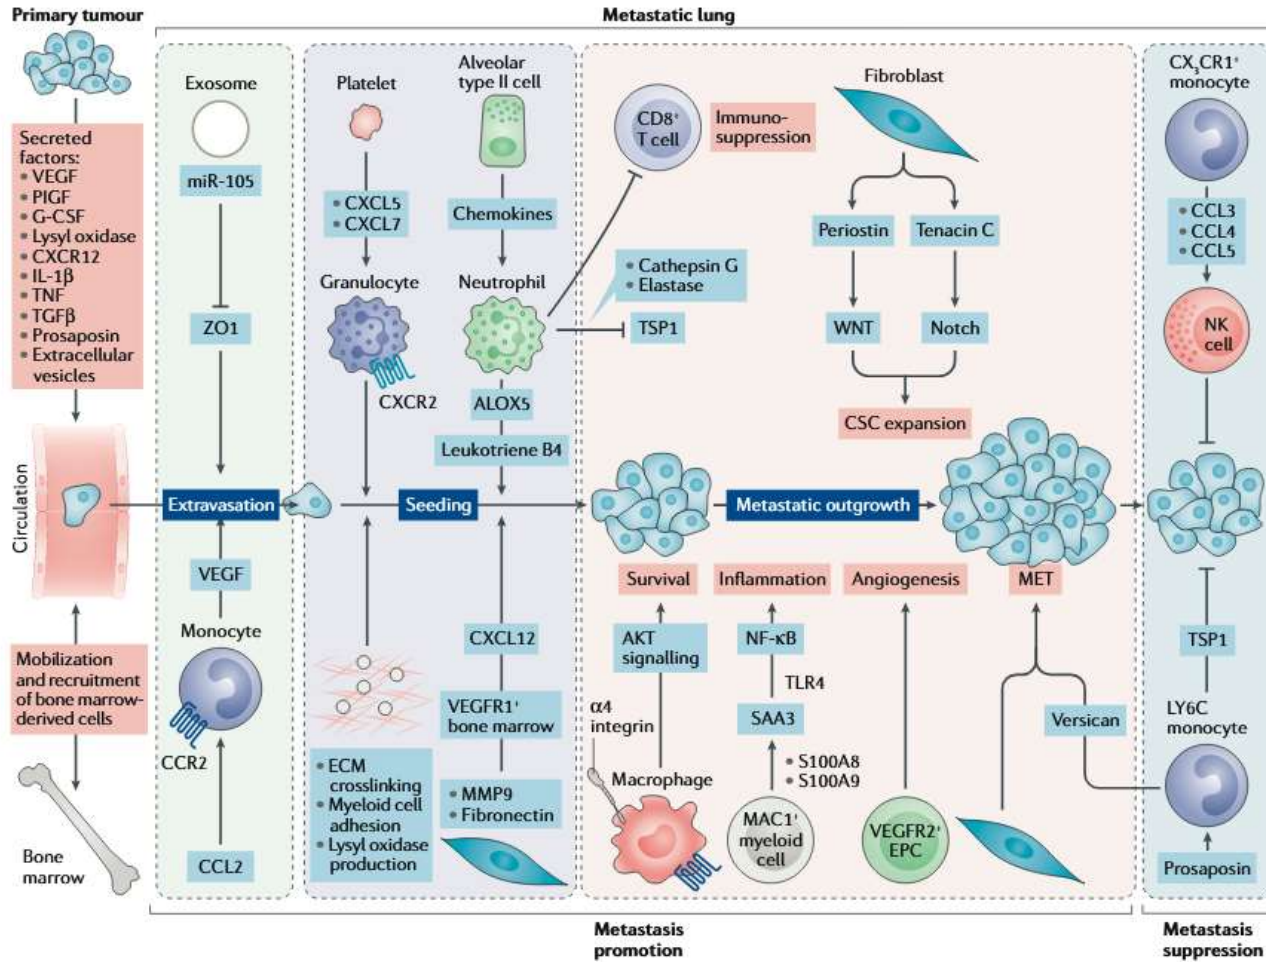 Primary tumour
Metastatic lung
Secreted
factors:
• VEGF
• PIGF
• G-CSF
• Lysyl oxidase
• CXCR12
• IL-1β
• TNF
• TGFβ
• Prosaposin
• Extracellular
vesicles
Circulation
Mobilization
and recruitment
of bone marrow-
derived cells
Bone
marrow
Exosome
miR-105
ZO1
Extravasation
VEGF
Monocyte
CCR2
CCL2
Platelet
• CXCL5
• CXCL7
Granulocyte
CXCR2
Alveolar
type II cell
Chemokines
Neutrophil
ALOX5
Leukotriene B4
Seeding
CXCL12
VEGFR1⁺
bone marrow
• MMP9
• Fibronectin
• ECM
crosslinking
• Myeloid cell
adhesion
• Lysyl oxidase
production
CD8⁺
T cell
Immuno-
suppression
• Cathepsin G
• Elastase
TSP1
Fibroblast
Periostin
Tenacin C
WNT
Notch
CSC expansion
Metastatic outgrowth
Survival
Inflammation
Angiogenesis
MET
AKT
signalling
NF-κB
TLR4
SAA3
• S100A8
• S100A9
α4
integrin
Macrophage
MAC1⁺
myeloid
cell
VEGFR2⁺
EPC
Versican
CX₃CR1⁺
monocyte
• CCL3
• CCL4
• CCL5
NK
cell
TSP1
LY6C
monocyte
Prosaposin
Metastasis
promotion
Metastasis
suppression